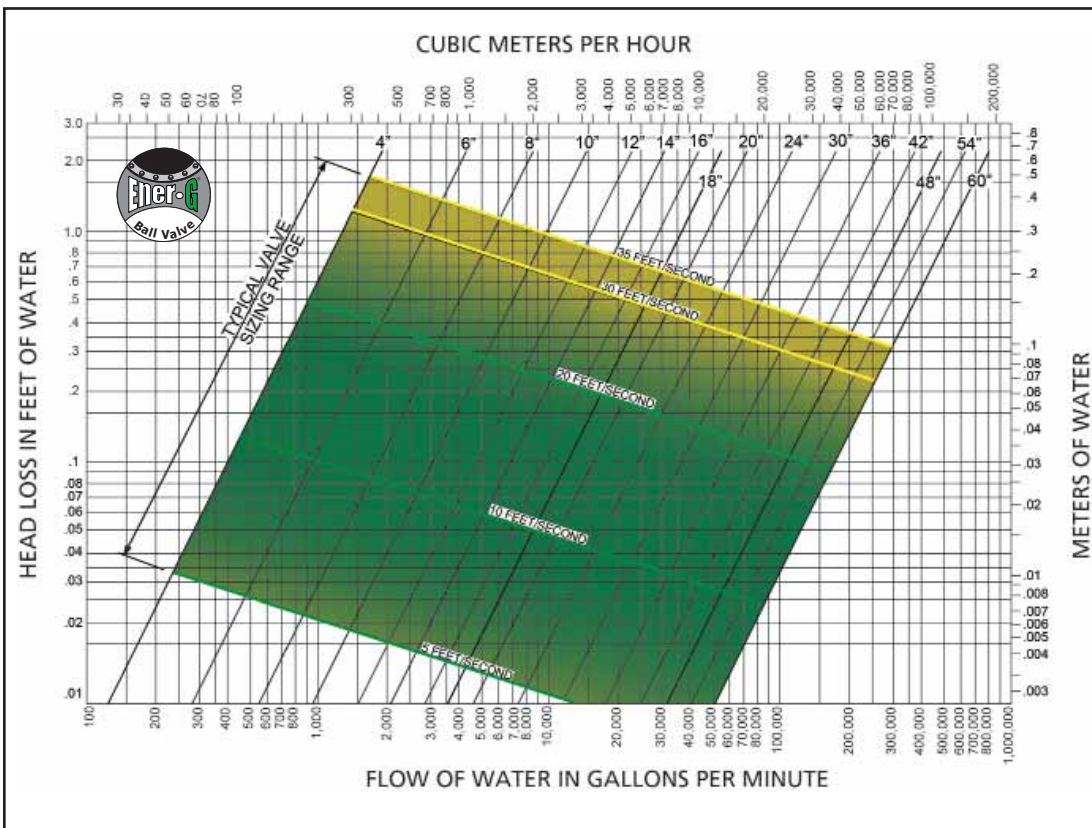 CUBIC METERS PER HOUR
30 40 50 60 70 80 100 300 400 500 700 800 1,000 2,000 3,000 4,000 5,000 6,000 7,000 8,000 10,000 20,000 30,000 40,000 50,000 60,000 70,000 80,000 100,000 200,000
4" 6" 8" 10" 12" 14" 16" 18" 20" 24" 30" 36" 42" 48" 54" 60"
Ener·G
Ball Valve
TYPICAL VALVE
SIZING RANGE
35 FEET/SECOND
30 FEET/SECOND
20 FEET/SECOND
10 FEET/SECOND
5 FEET/SECOND
HEAD LOSS IN FEET OF WATER
3.0
2.0
1.0
.8
.7
.6
.5
.4
.3
.2
.1
.08
.07
.06
.05
.04
.03
.02
.01
METERS OF WATER
.8
.7
.6
.5
.4
.3
.2
.1
.08
.07
.06
.05
.04
.03
.02
.01
.008
.007
.006
.005
.004
.003
100 200 300 400 500 600 700 800 1,000 2,000 3,000 4,000 5,000 6,000 7,000 8,000 10,000 20,000 30,000 40,000 50,000 60,000 70,000 80,000 100,000 200,000 300,000 400,000 500,000 600,000 700,000 800,000 1,000,000
FLOW OF WATER IN GALLONS PER MINUTE